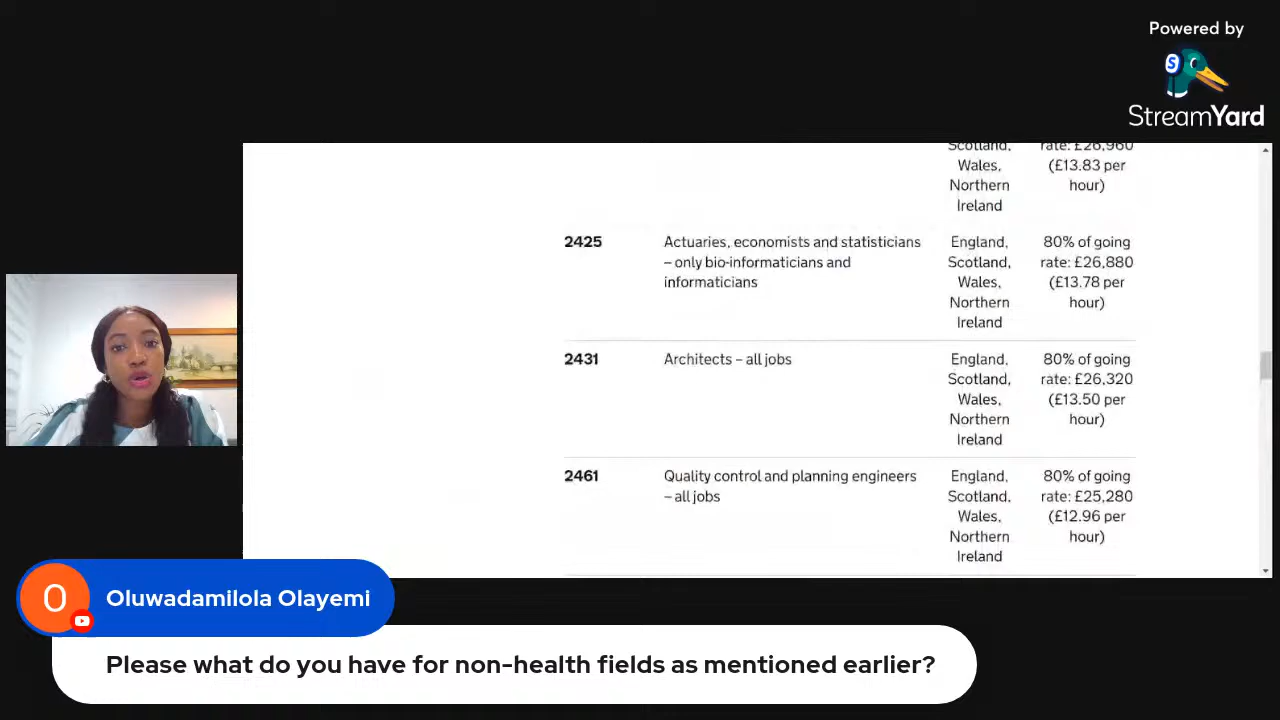 Powered by
StreamYard
Scotland, rate: £26,960
Wales, (£13.83 per
Northern hour)
Ireland
2425 Actuaries, economists and statisticians England, 80% of going
– only bio-informaticians and Scotland, rate: £26,880
informaticians Wales, (£13.78 per
Northern hour)
Ireland
2431 Architects – all jobs England, 80% of going
Scotland, rate: £26,320
Wales, (£13.50 per
Northern hour)
Ireland
2461 Quality control and planning engineers England, 80% of going
– all jobs Scotland, rate: £25,280
Wales, (£12.96 per
Northern hour)
Ireland
O Oluwadamilola Olayemi
Please what do you have for non-health fields as mentioned earlier?